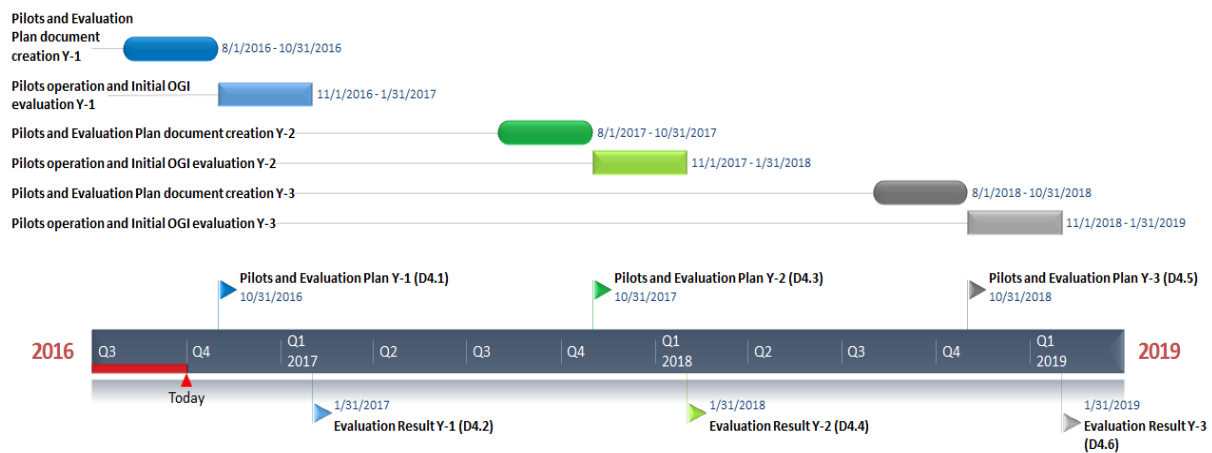 Pilots and Evaluation
Plan document
creation Y-1
8/1/2016 - 10/31/2016
Pilots operation and Initial OGI
evaluation Y-1
11/1/2016 - 1/31/2017
Pilots and Evaluation Plan document creation Y-2
8/1/2017 - 10/31/2017
Pilots operation and Initial OGI evaluation Y-2
11/1/2017 - 1/31/2018
Pilots and Evaluation Plan document creation Y-3
8/1/2018 - 10/31/2018
Pilots operation and Initial OGI evaluation Y-3
11/1/2018 - 1/31/2019
Pilots and Evaluation Plan Y-1 (D4.1)
10/31/2016
Pilots and Evaluation Plan Y-2 (D4.3)
10/31/2017
Pilots and Evaluation Plan Y-3 (D4.5)
10/31/2018
2016
Q3
Q4
Q1
2017
Q2
Q3
Q4
Q1
2018
Q2
Q3
Q4
Q1
2019
2019
Today
1/31/2017
Evaluation Result Y-1 (D4.2)
1/31/2018
Evaluation Result Y-2 (D4.4)
1/31/2019
Evaluation Result Y-3
(D4.6)